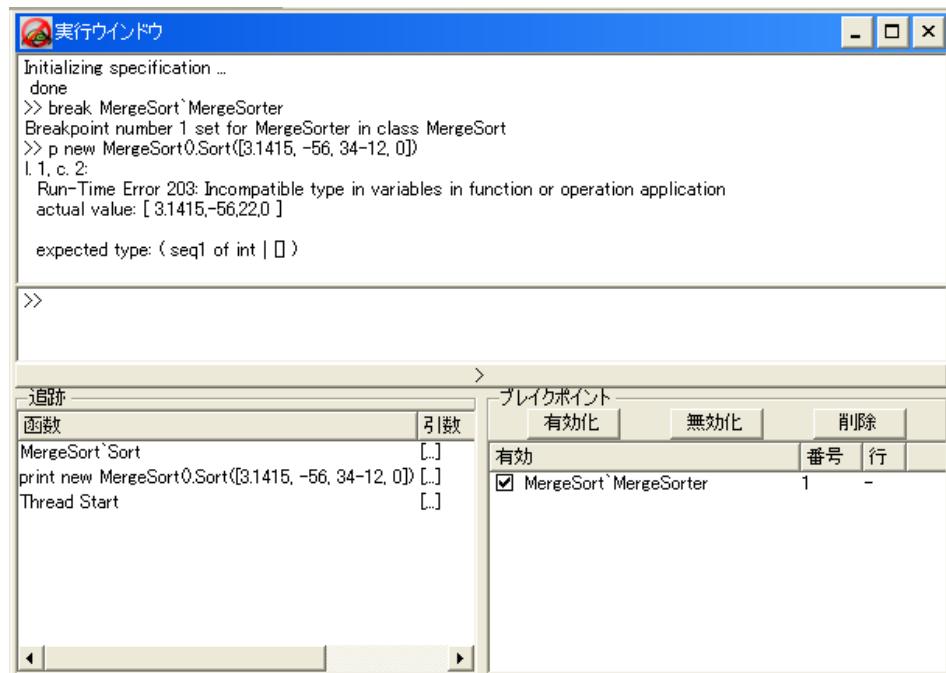 実行ウインドウ
Initializing specification ...
done
>> break MergeSort`MergeSorter
Breakpoint number 1 set for MergeSorter in class MergeSort
>> p new MergeSort().Sort([3.1415, -56, 34-12, 0])
l. 1, c. 2:
Run-Time Error 203: Incompatible type in variables in function or operation application
actual value: [ 3.1415,-56,22,0 ]
expected type: ( seq1 of int | [] )
>>
>
追跡
函数 引数
MergeSort`Sort [...]
print new MergeSort().Sort([3.1415, -56, 34-12, 0]) [...]
Thread Start [...]
ブレイクポイント
有効化 無効化 削除
有効 番号 行
MergeSort`MergeSorter 1 -